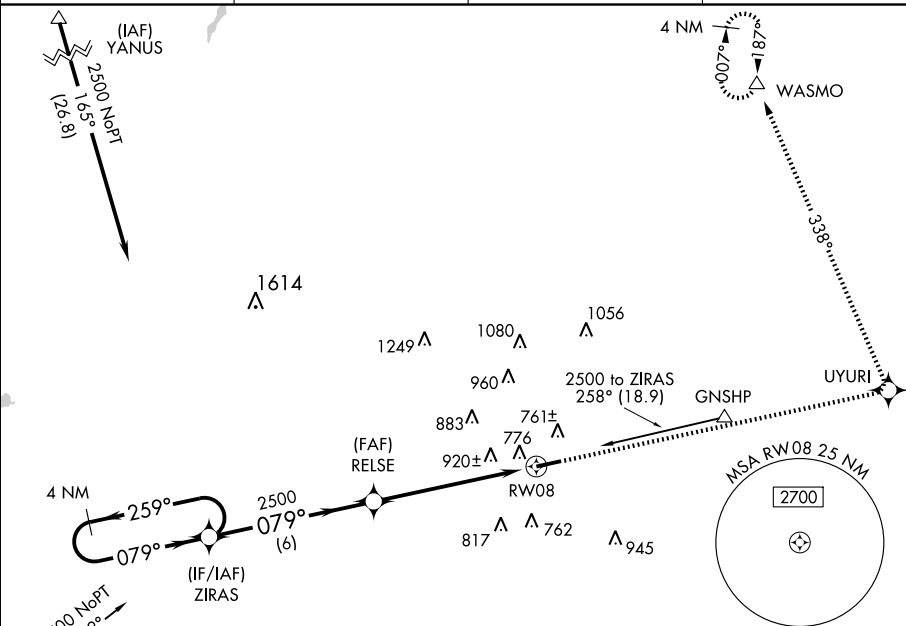 (IAF)
YANUS
2500 NoPT
165°
(26.8)
4 NM
007°
187°
WASMO
338°
1614
1249
1080
1056
960
2500 to ZIRAS
258° (18.9)
GNSHP
UYURI
883
761±
776
920±
(FAF)
RELSE
RW08
MSA RW08 25 NM
2700
4 NM
259°
2500
079°
079°
(6)
817
762
945
(IF/IAF)
ZIRAS
00 NoPT